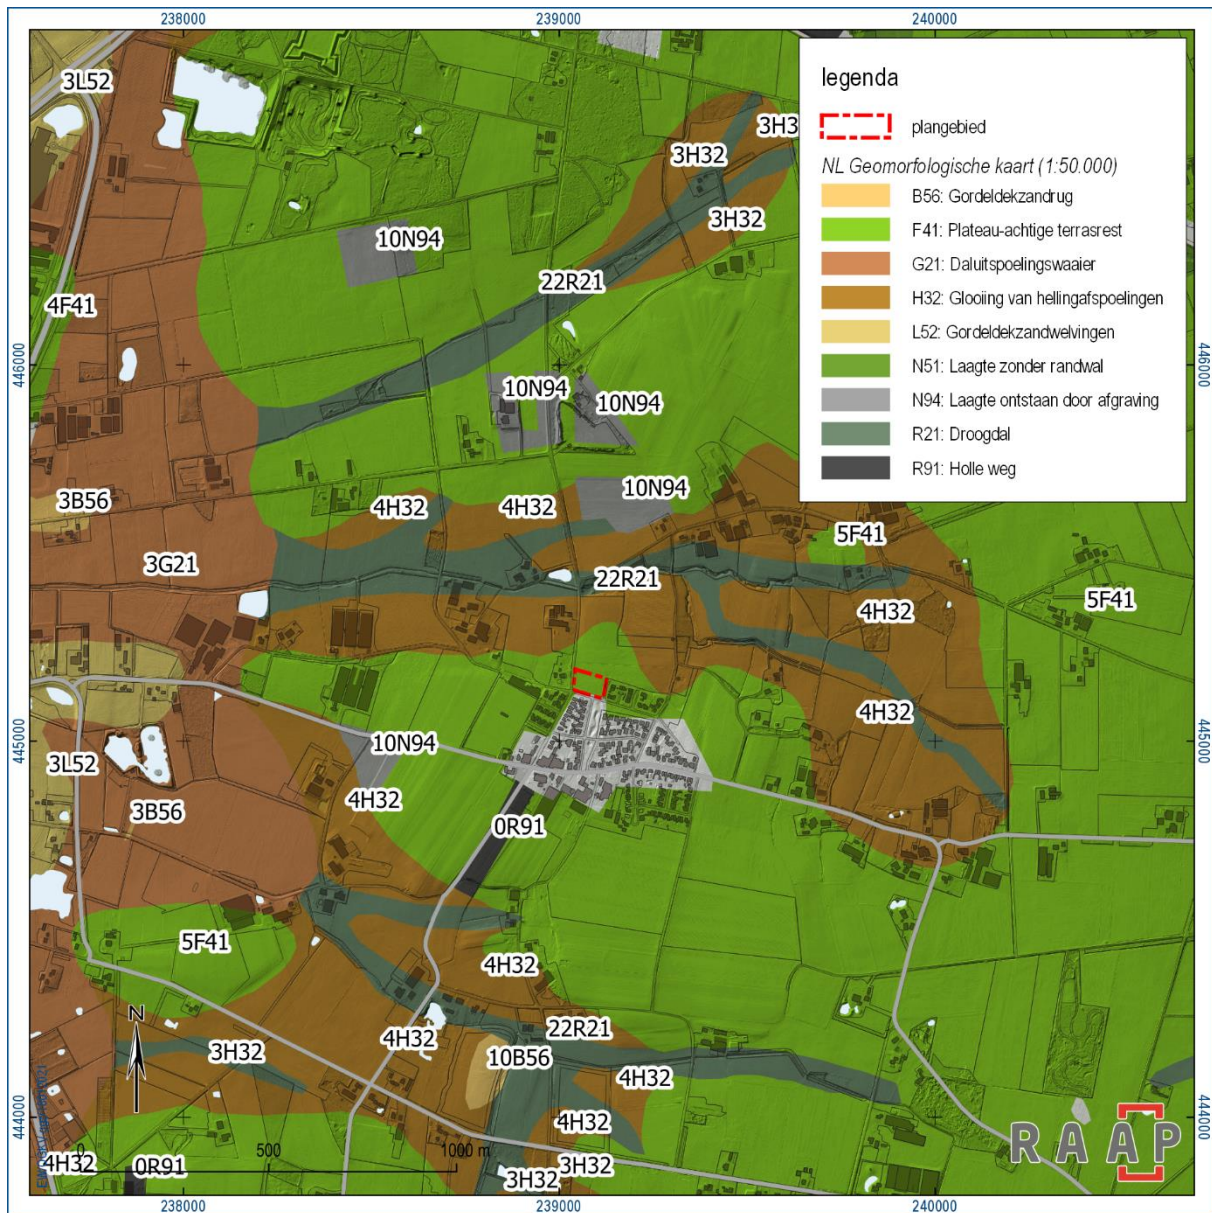 238000
239000
240000
446000
445000
444000
446000
445000
444000
238000
239000
240000
legenda
plangebied
NL Geomorfologische kaart (1:50.000)
B56: Gordeldekzandrug
F41: Plateau-achtige terrasrest
G21: Daluitspoelingswaaier
H32: Glooiing van hellingafspoelingen
L52: Gordeldekzandwelvingen
N51: Laagte zonder randwal
N94: Laagte ontstaan door afgraving
R21: Droogdal
R91: Holle weg
3L52
3H3
3H32
3H32
10N94
22R21
4F41
10N94
10N94
10N94
3B56
4H32
4H32
5F41
3G21
22R21
5F41
4H32
4H32
10N94
3L52
4H32
3B56
0R91
5F41
4H32
22R21
4H32
3H32
10B56
4H32
4H32
3H32
3H32
4H32
0R91
N
0
500
1000 m
RAAP